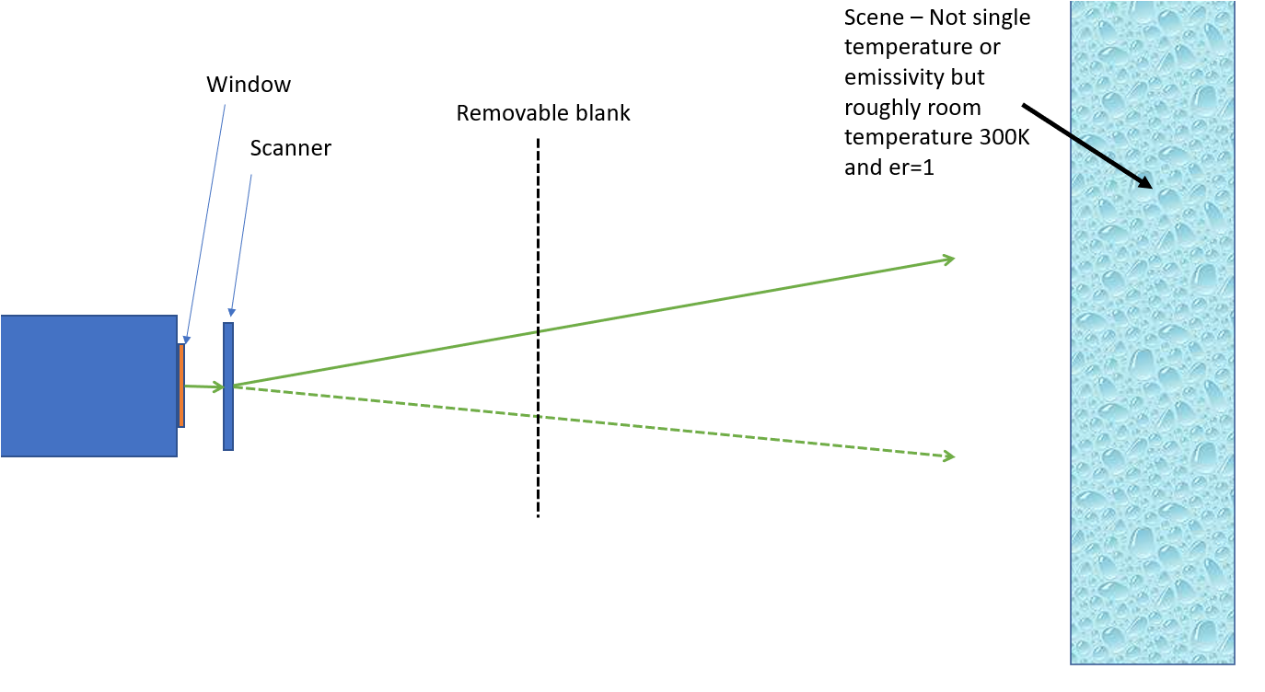 Scene – Not single
temperature or
emissivity but
roughly room
temperature 300K
and er=1
Window
Removable blank
Scanner